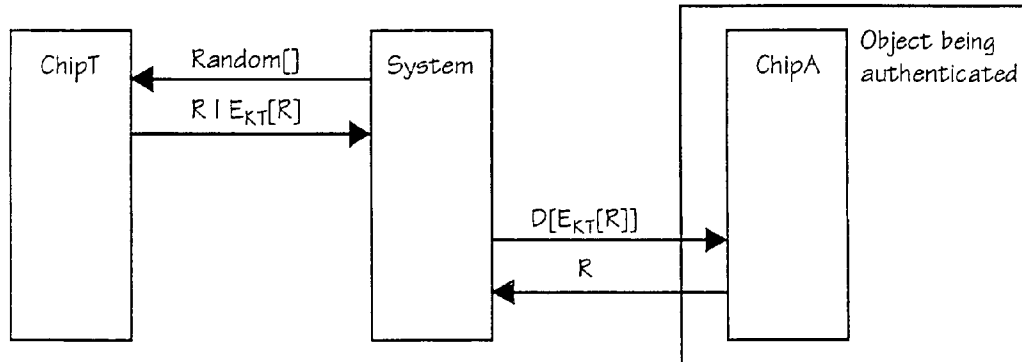 ChipT
Random[]
R | E_KT[R]
System
D[E_KT[R]]
R
ChipA
Object being
authenticated